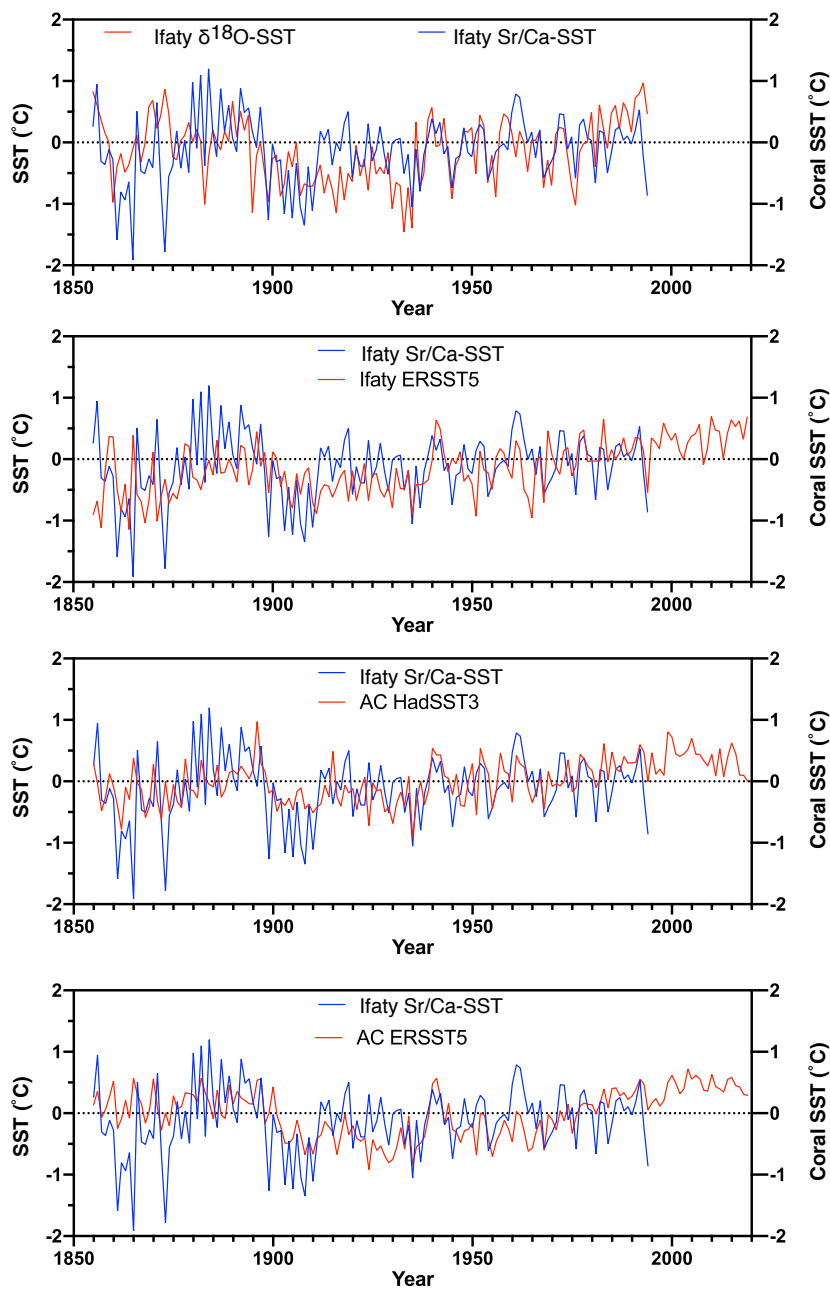 Ifaty δ18O-SST Ifaty Sr/Ca-SST
2 2
1 1
0 0
-1 -1
-2 -2
SST (°C) Coral SST (°C)
1850 1900 1950 2000
Year
Ifaty Sr/Ca-SST
Ifaty ERSST5
2 2
1 1
0 0
-1 -1
-2 -2
SST (°C) Coral SST (°C)
1850 1900 1950 2000
Year
Ifaty Sr/Ca-SST
AC HadSST3
2 2
1 1
0 0
-1 -1
-2 -2
SST (°C) Coral SST (°C)
1850 1900 1950 2000
Year
Ifaty Sr/Ca-SST
AC ERSST5
2 2
1 1
0 0
-1 -1
-2 -2
SST (°C) Coral SST (°C)
1850 1900 1950 2000
Year